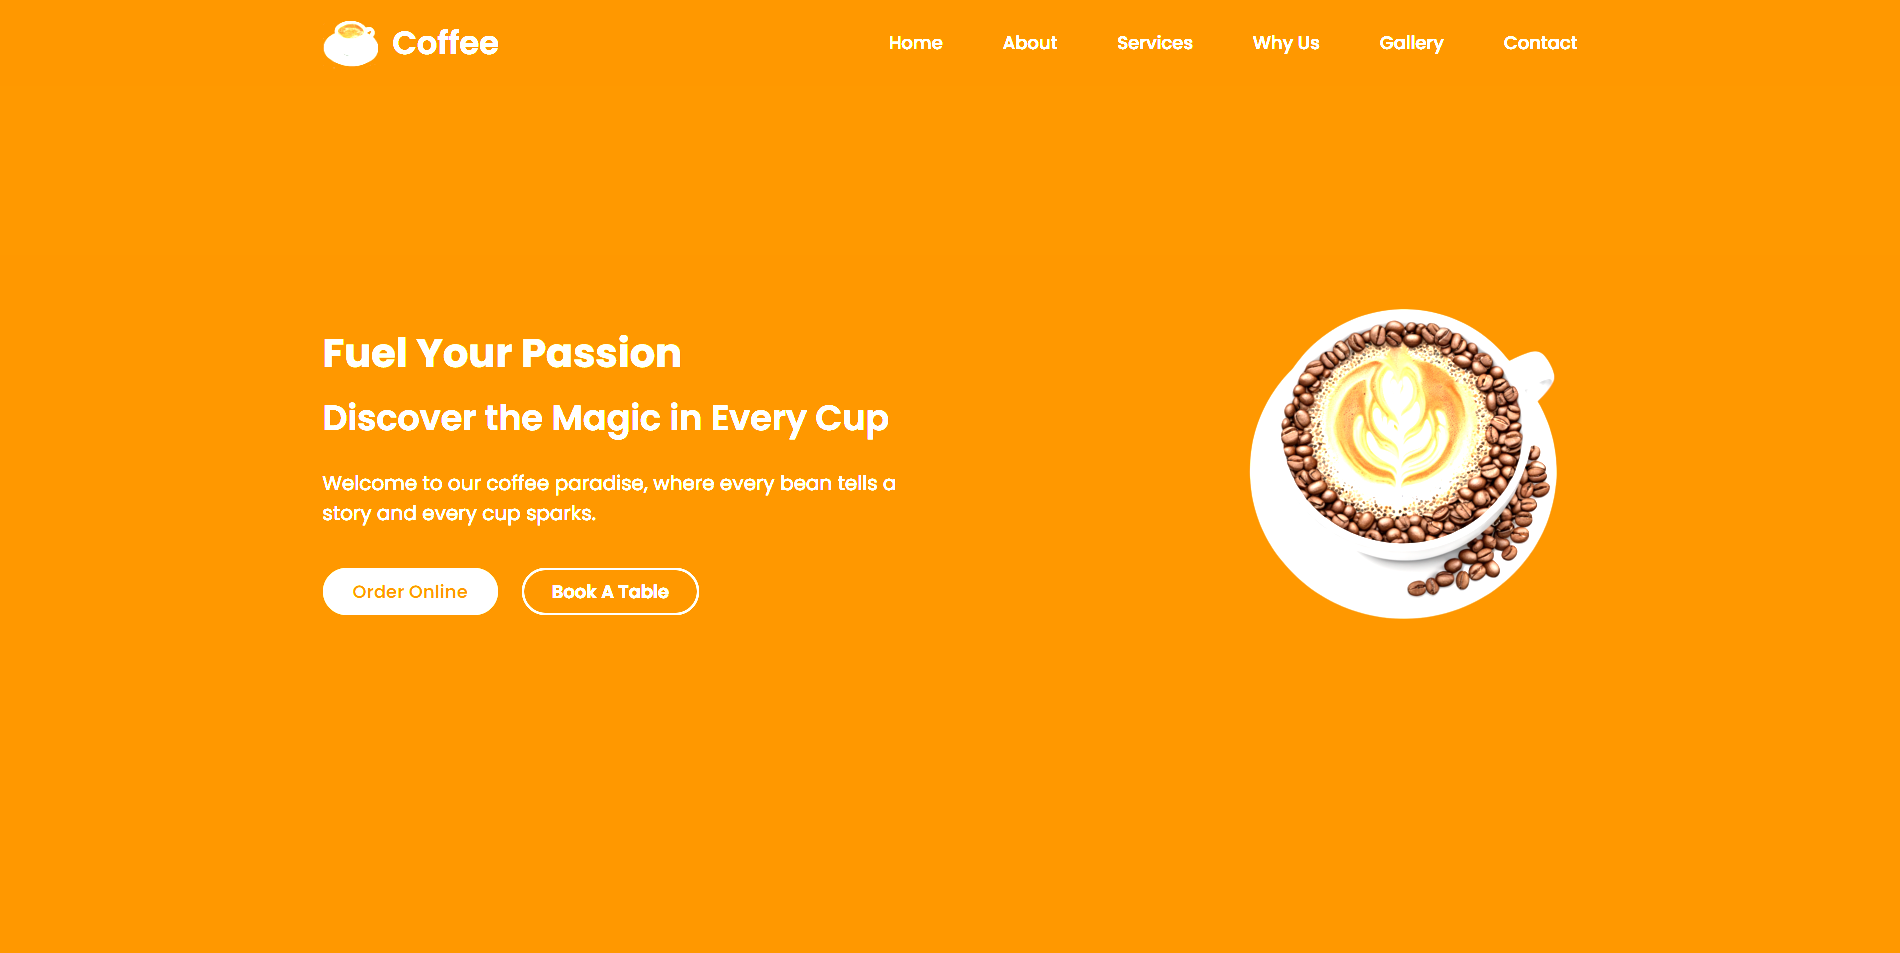 Coffee
Home
About
Services
Why Us
Gallery
Contact
Fuel Your Passion
Discover the Magic in Every Cup
Welcome to our coffee paradise, where every bean tells a
story and every cup sparks.
Order Online
Book A Table